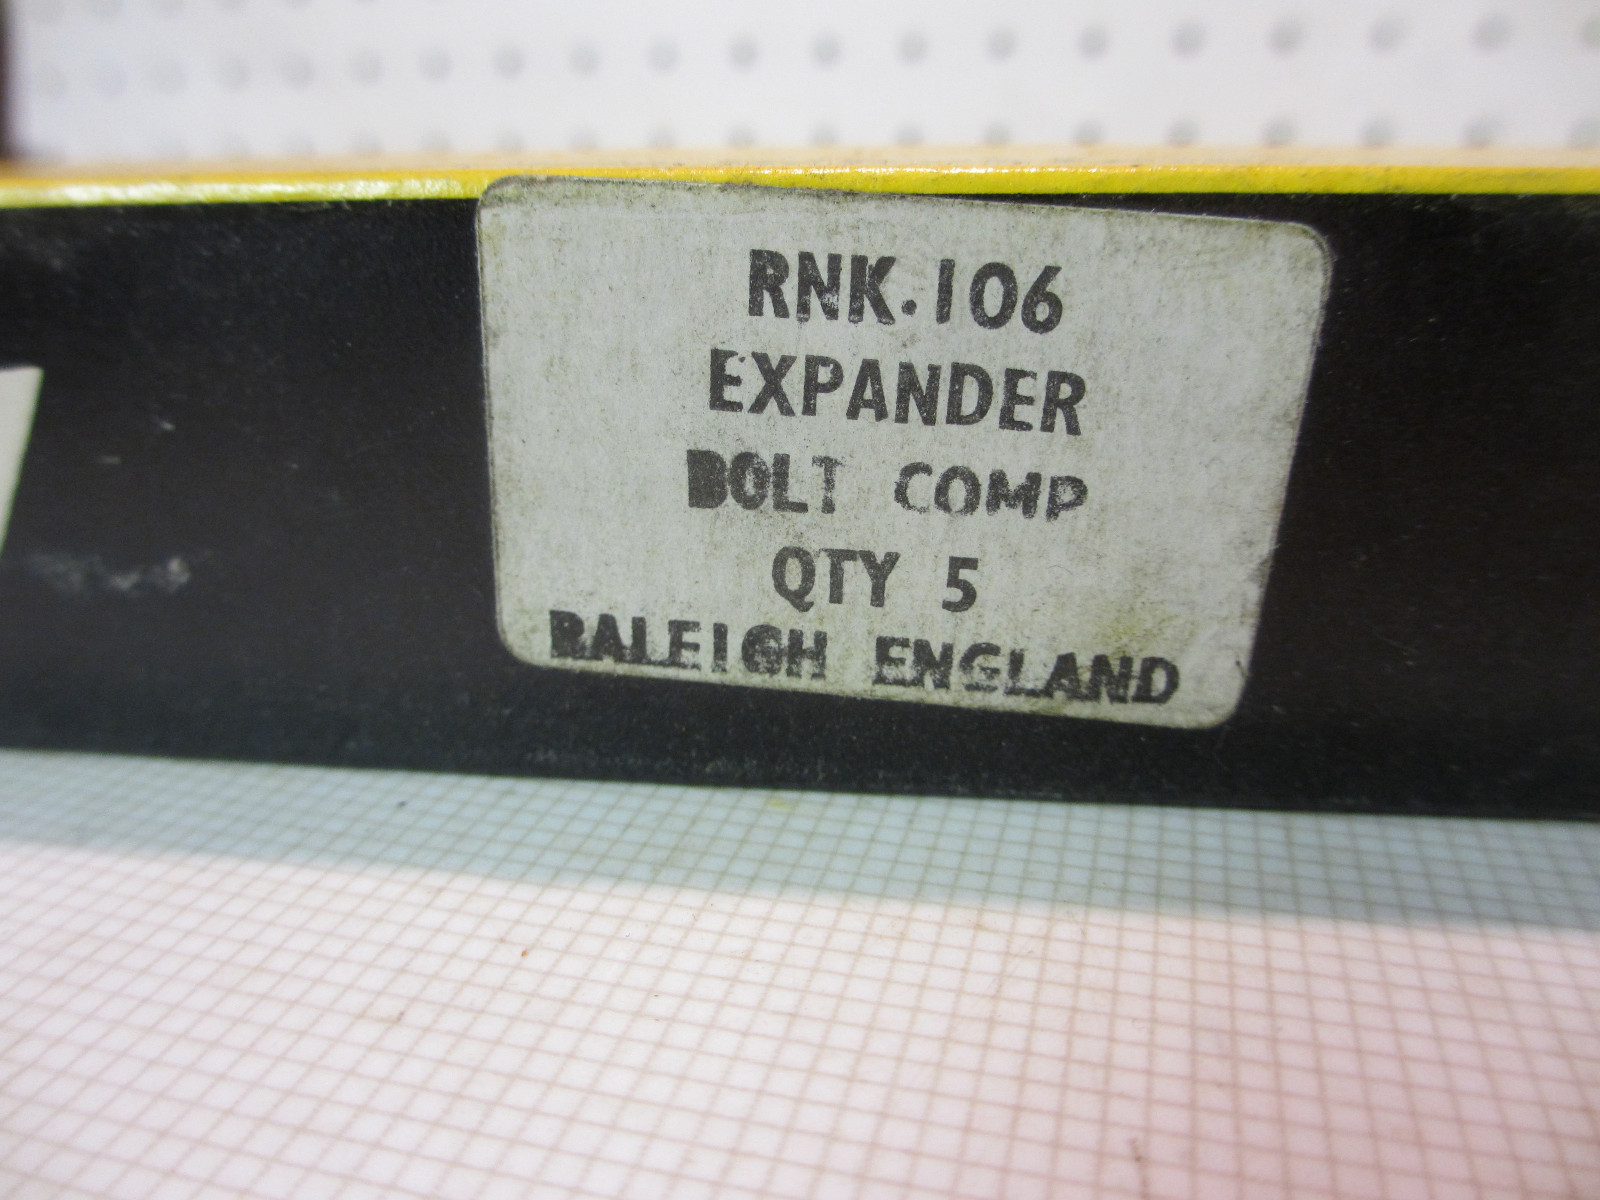 RNK.106
EXPANDER
BOLT COMP
QTY 5
RALEIGH ENGLAND